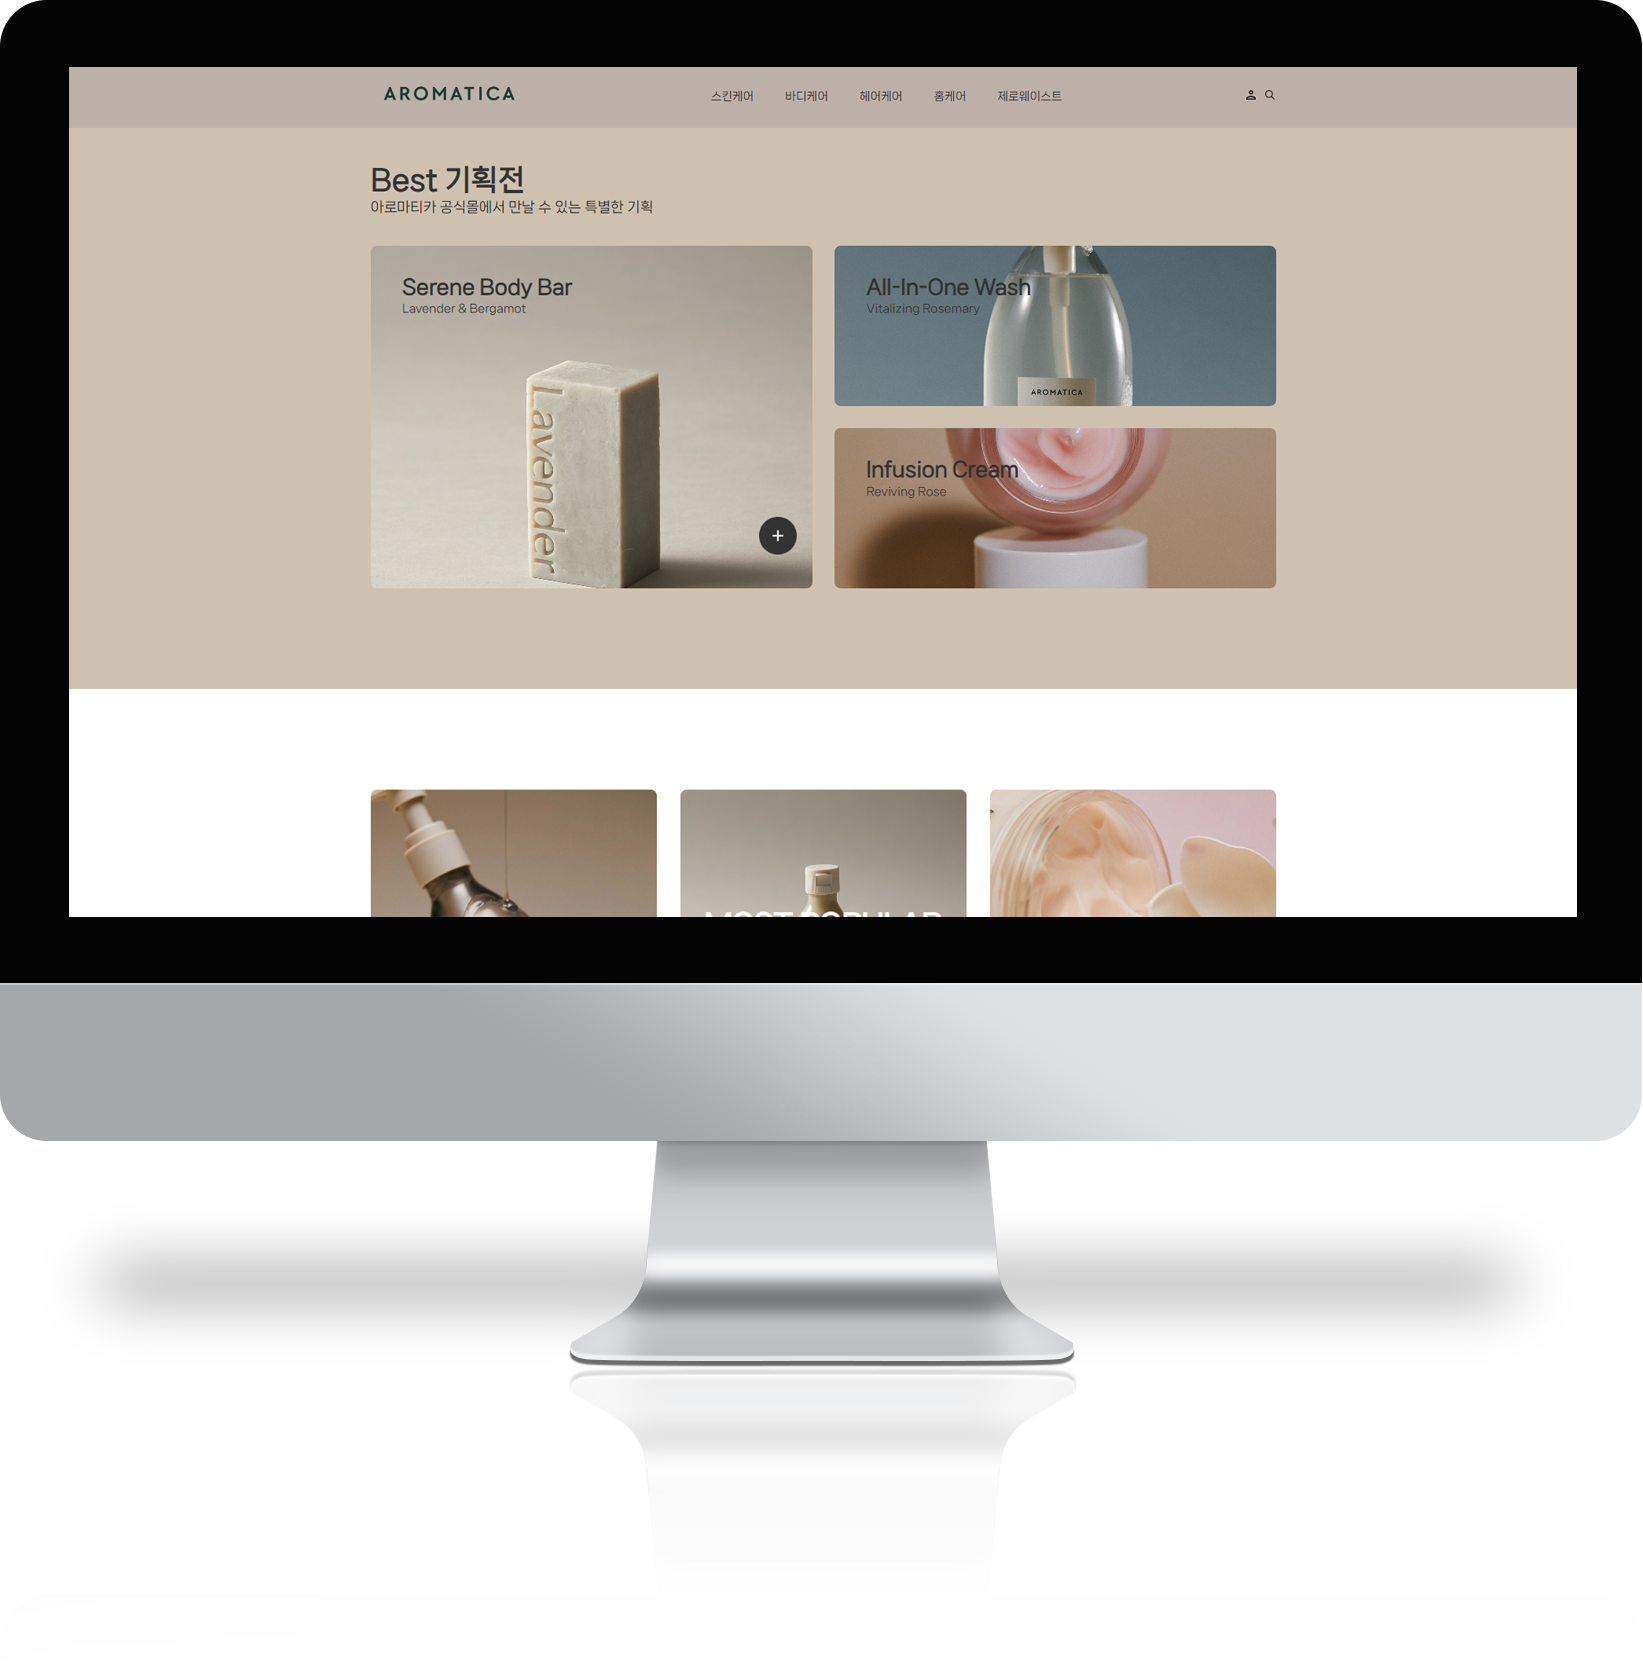 AROMATICA
스킨케어 바디케어 헤어케어 홈케어 제로웨이스트
Best 기획전
아로마티카 공식몰에서 만날 수 있는 특별한 기획
Serene Body Bar
Lavender & Bergamot
Lavender
+
All-In-One Wash
Vitalizing Rosemary
AROMATICA
Infusion Cream
Reviving Rose
MOST POPULAR